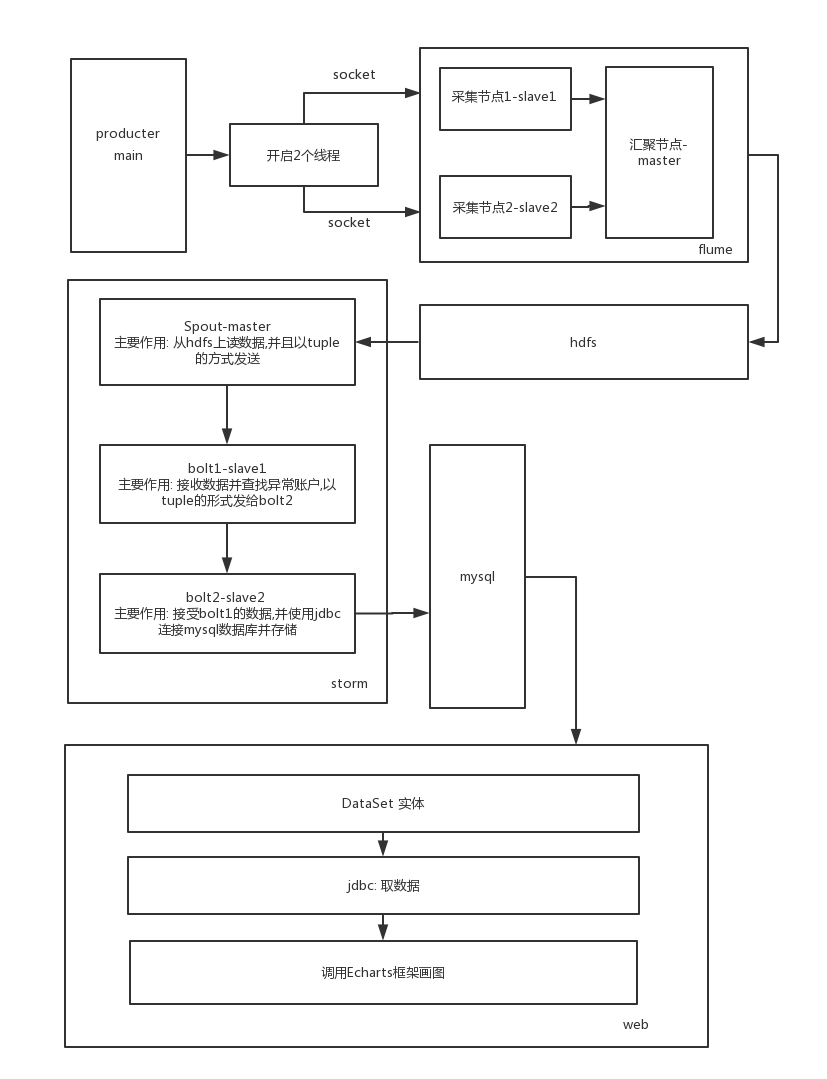 socket
producter
main
开启2个线程
socket
采集节点1-slave1
采集节点2-slave2
汇聚节点-
master
flume
hdfs
Spout-master
主要作用: 从hdfs上读数据,并且以tuple
的方式发送
bolt1-slave1
主要作用: 接收数据并查找异常账户,以
tuple的形式发给bolt2
bolt2-slave2
主要作用: 接受bolt1的数据,并使用jdbc
连接mysql数据库并存储
storm
mysql
DataSet 实体
jdbc: 取数据
调用Echarts框架画图
web